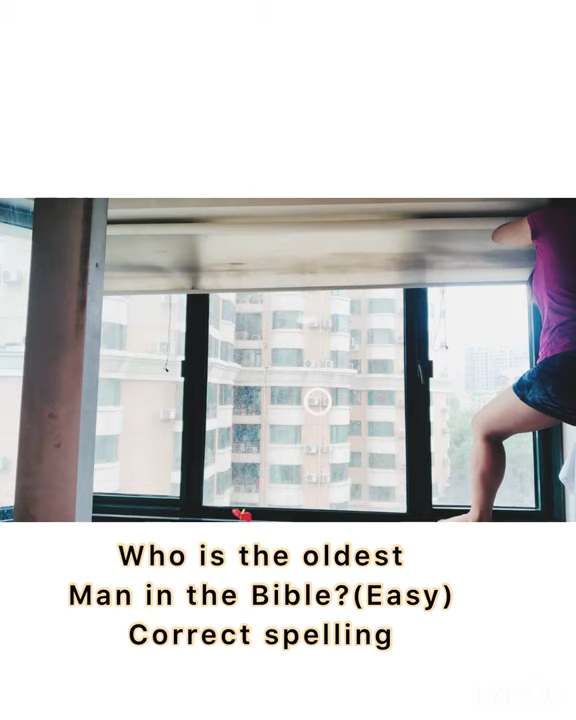 Who is the oldest
Man in the Bible?(Easy)
Correct spelling